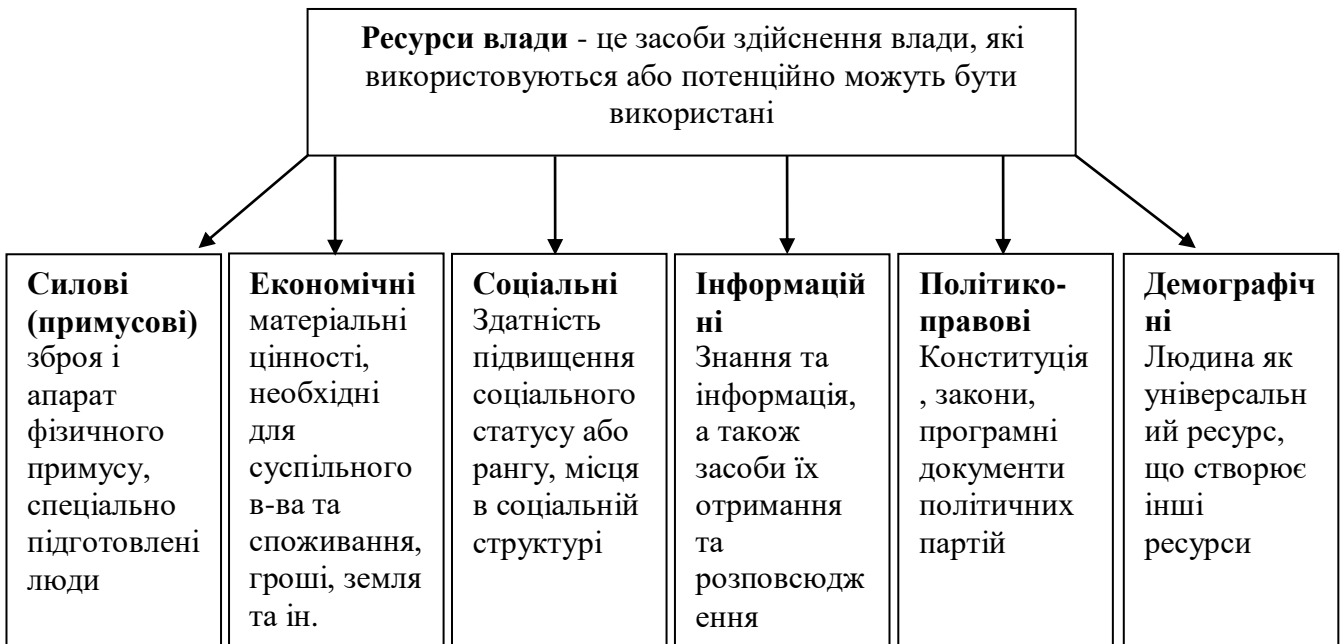 Ресурси влади - це засоби здійснення влади, які
використовуються або потенційно можуть бути
використані
Силові
(примусові)
зброя і
апарат
фізичного
примусу,
спеціально
підготовлені
люди
Економічні
матеріальні
цінності,
необхідні
для
суспільного
в-ва та
споживання,
гроші, земля
та ін.
Соціальні
Здатність
підвищення
соціального
статусу або
рангу, місця
в соціальній
структурі
Інформацій
ні
Знання та
інформація,
а також
засоби їх
отримання
та
розповсюдж
ення
Політико-
правові
Конституція
, закони,
програмні
документи
політичних
партій
Демографіч
ні
Людина як
універсальн
ий ресурс,
що створює
інші
ресурси